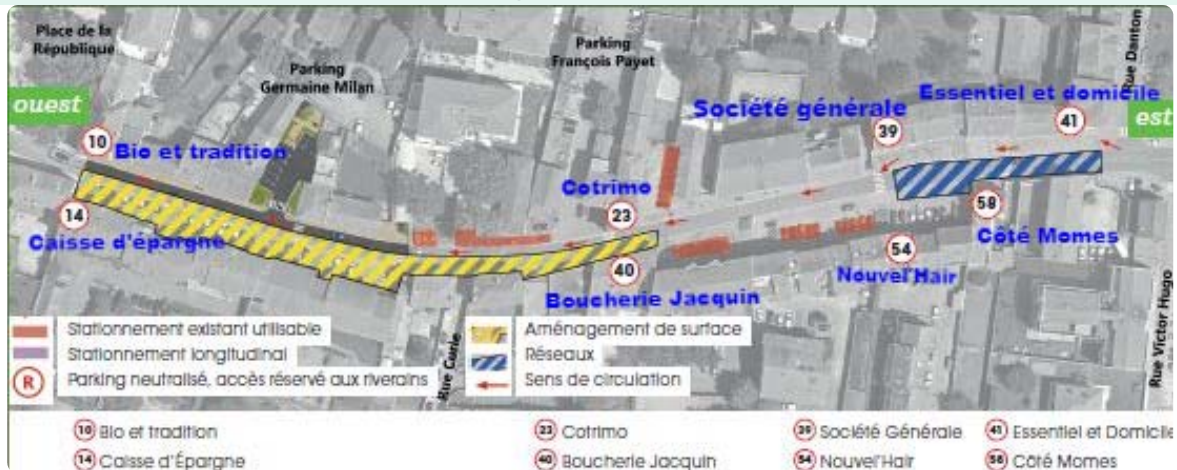 Place de la
République
Parking
Germaine Milan
Parking
François Payet
Rue Danton
ouest
Société générale
Essentiel et domicile
est
10
Bio et tradition
39
41
Cotrimo
14
Caisse d'épargne
23
58
Côté Momes
40
Boucherie Jacquin
54
Nouvel'Hair
Rue Curie
Rue Victor Hugo
Stationnement existant utilisable
Stationnement longitudinal
R Parking neutralisé, accès réservé aux riverains
Aménagement de surface
Réseaux
Sens de circulation
10 Bio et tradition
23 Cotrimo
39 Société Générale
41 Essentiel et Domicile
14 Caisse d'Épargne
40 Boucherie Jacquin
54 Nouvel'Hair
58 Côté Momes